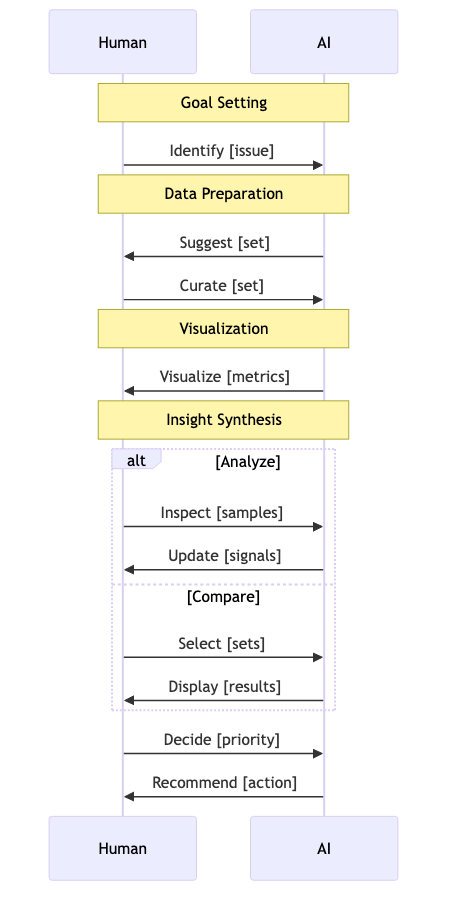 Human
AI
Goal Setting
Identify [issue]
Data Preparation
Suggest [set]
Curate [set]
Visualization
Visualize [metrics]
Insight Synthesis
alt
[Analyze]
Inspect [samples]
Update [signals]
[Compare]
Select [sets]
Display [results]
Decide [priority]
Recommend [action]
Human
AI